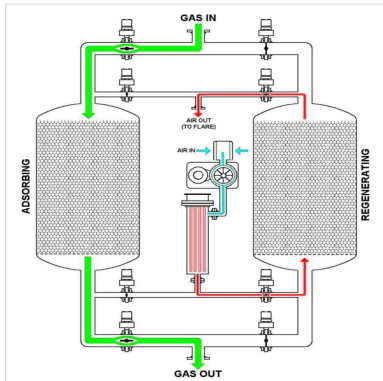 GAS IN
AIR OUT
(TO FLARE)
AIR IN
ADSORBING
REGENERATING
GAS OUT